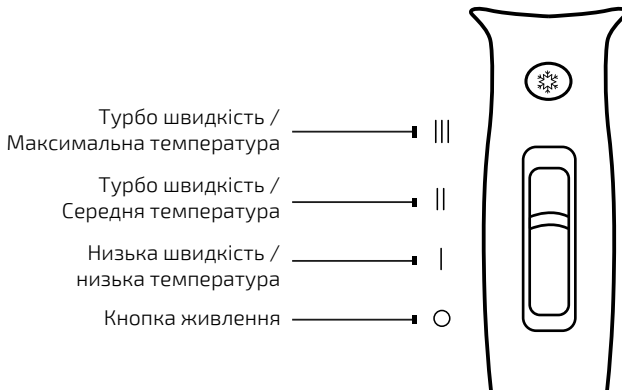 Турбо швидкість /
Максимальна температура
|||
Турбо швидкість /
Середня температура
||
Низька швидкість /
низька температура
|
Кнопка живлення